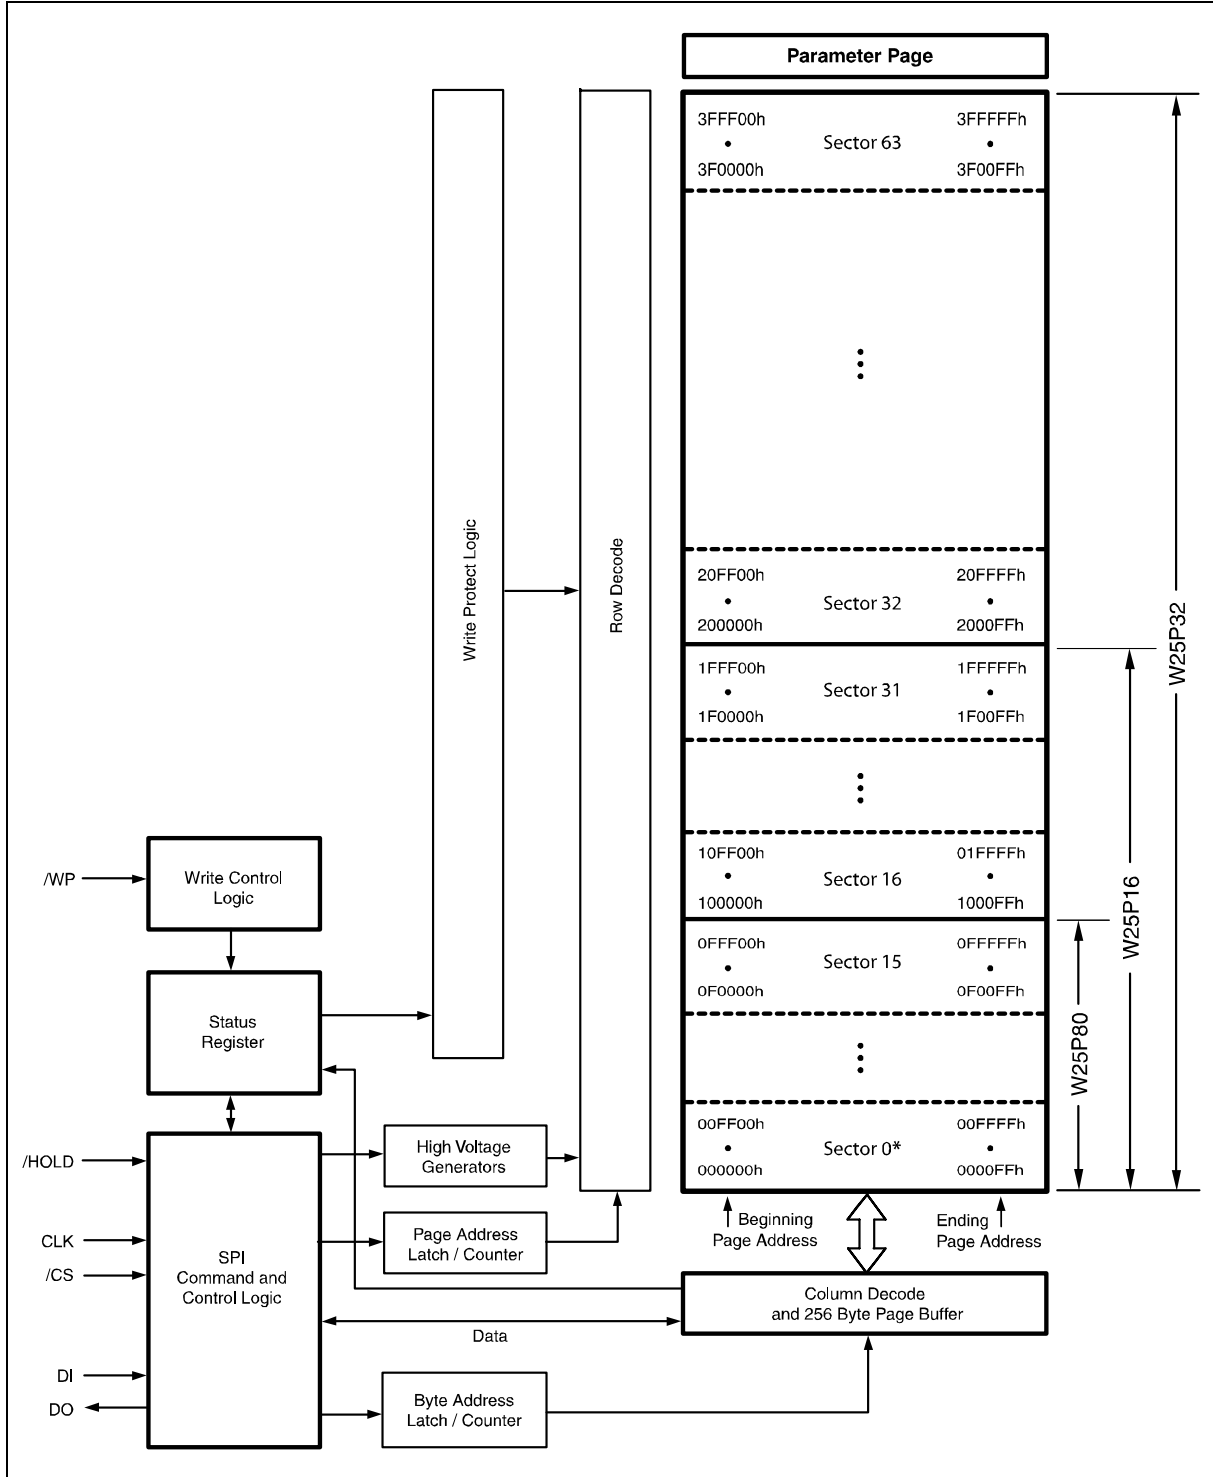 Parameter Page
3FFF00h 3FFFFFh
Sector 63
3F0000h 3F00FFh
20FF00h 20FFFFh
Sector 32
200000h 2000FFh
1FFF00h 1FFFFFh
Sector 31
1F0000h 1F00FFh
10FF00h 01FFFFh
Sector 16
100000h 1000FFh
0FFF00h 0FFFFFh
Sector 15
0F0000h 0F00FFh
00FF00h 00FFFFh
Sector 0*
000000h 0000FFh
Beginning
Page Address
Ending
Page Address
W25P32
W25P16
W25P80
Write Protect Logic
Row Decode
/WP
Write Control
Logic
Status
Register
/HOLD
CLK
/CS
DI
DO
SPI
Command and
Control Logic
High Voltage
Generators
Page Address
Latch / Counter
Column Decode
and 256 Byte Page Buffer
Data
Byte Address
Latch / Counter